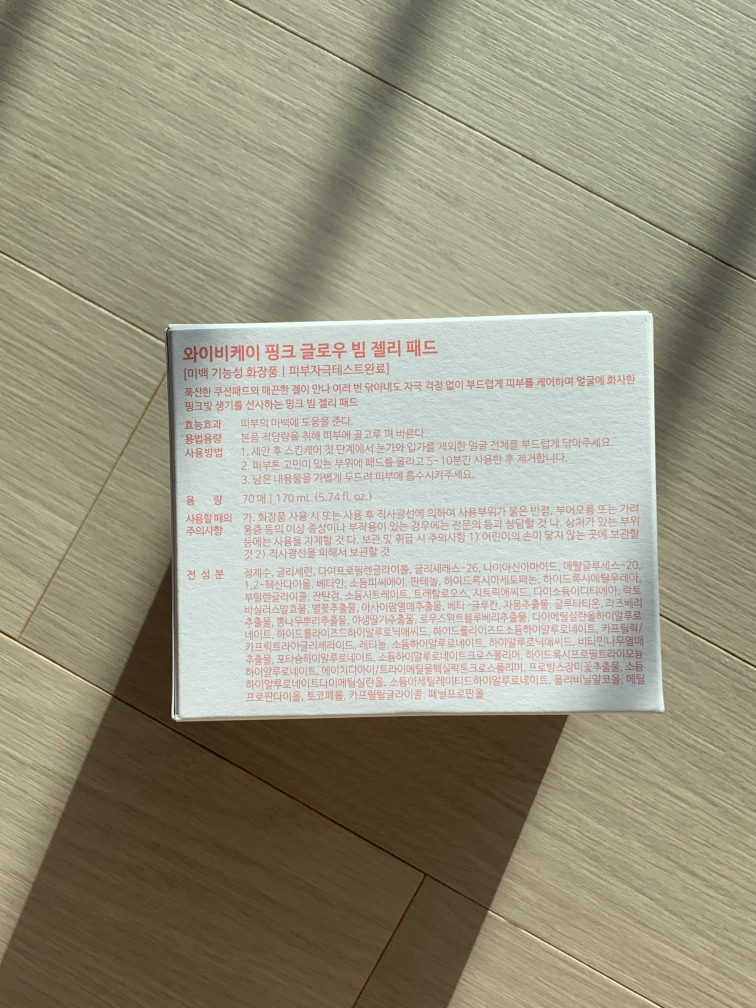 와이비케이 핑크 글로우 빔 젤리 패드
[미백 기능성 화장품 | 피부자극테스트완료]
푹신한 쿠션패드와 매끈한 겔이 만나 여러 번 닦아내도 자극 걱정 없이 부드럽게 피부를 케어하며 얼굴에 화사한
핑크빛 생기를 선사하는 핑크 빔 젤리 패드
효능효과 피부의 미백에 도움을 준다.
용법용량 본품 적당량을 취해 피부에 골고루 펴 바른다.
사용방법 1. 세안 후 스킨케어 첫 단계에서 눈가와 입가를 제외한 얼굴 전체를 부드럽게 닦아주세요.
2. 피부톤 고민이 있는 부위에 패드를 올리고 5~10분간 사용한 후 제거합니다.
3. 남은 내용물을 가볍게 두드려 피부에 흡수시켜주세요.
용 량 70매 | 170 mL (5.74 fl. oz.)
사용할 때의 가. 화장품 사용 시 또는 사용 후 직사광선에 의하여 사용부위가 붉은 반점, 부어오름 또는 가려
주의사항 움증 등의 이상 증상이나 부작용이 있는 경우에는 전문의 등과 상담할 것 나. 상처가 있는 부위
등에는 사용을 자제할 것 다. 보관 및 취급 시 주의사항 1) 어린이의 손이 닿지 않는 곳에 보관할
것 2) 직사광선을 피해서 보관할 것
전 성 분 정제수, 글리세린, 다이프로필렌글라이콜, 글리세레스-26, 나이아신아마이드, 메틸글루세스-20,
1,2-헥산다이올, 베타인, 소듐피씨에이, 판테놀, 하이드록시아세토페논, 하이드록시에틸우레아,
부틸렌글라이콜, 잔탄검, 소듐시트레이트, 트레할로오스, 시트릭애씨드, 다이소듐이디티에이, 락토
바실러스발효물, 별꽃추출물, 아사이팜열매추출물, 베타-글루칸, 자몽추출물, 글루타티온, 라즈베리
추출물, 홍나무뿌리추출물, 야생딸기추출물, 로우스위트블루베리추출물, 다이메틸실란올하이알루로
네이트, 하이드롤라이즈드하이알루로닉애씨드, 하이드롤라이즈드소듐하이알루로네이트, 카프릴릭/
카프릭트라이글리세라이드, 레티놀, 소듐하이알루로네이트, 하이알루로닉애씨드, 비타민나무열매
추출물, 포타슘하이알루로네이트, 소듐하이알루로네이트크로스폴리머, 하이드록시프로필트라이모늄
하이알루로네이트, 에이치디아이/트라이메틸올헥실락톤크로스폴리머, 프로방스장미꽃추출물, 소듐
하이알루로네이트다이메틸실란올, 소듐아세틸레이티드하이알루로네이트, 폴리비닐알코올, 메틸
프로판다이올, 토코페롤, 카프릴릴글라이콜, 페닐프로판올